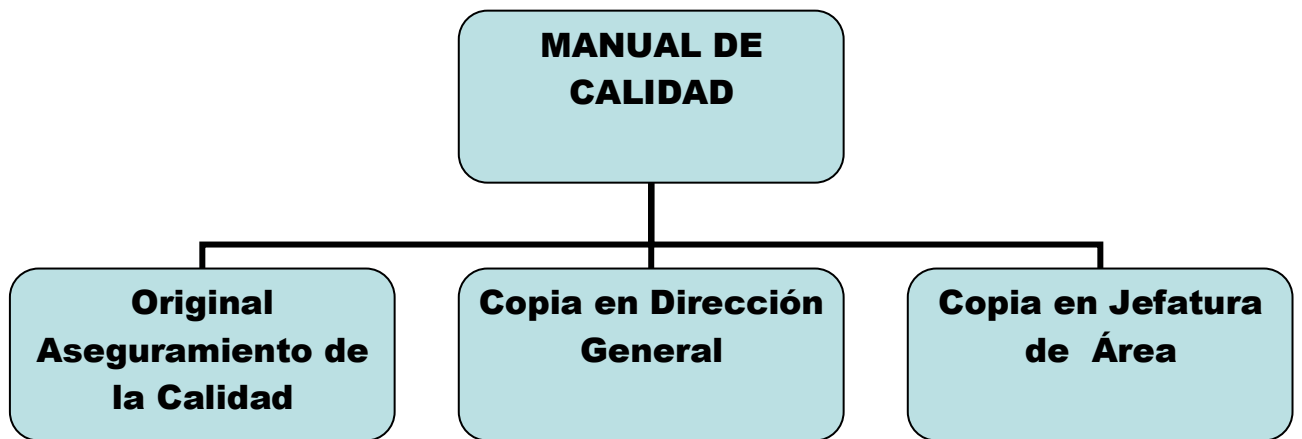 MANUAL DE
CALIDAD
Original
Aseguramiento de
la Calidad
Copia en Dirección
General
Copia en Jefatura
de Área